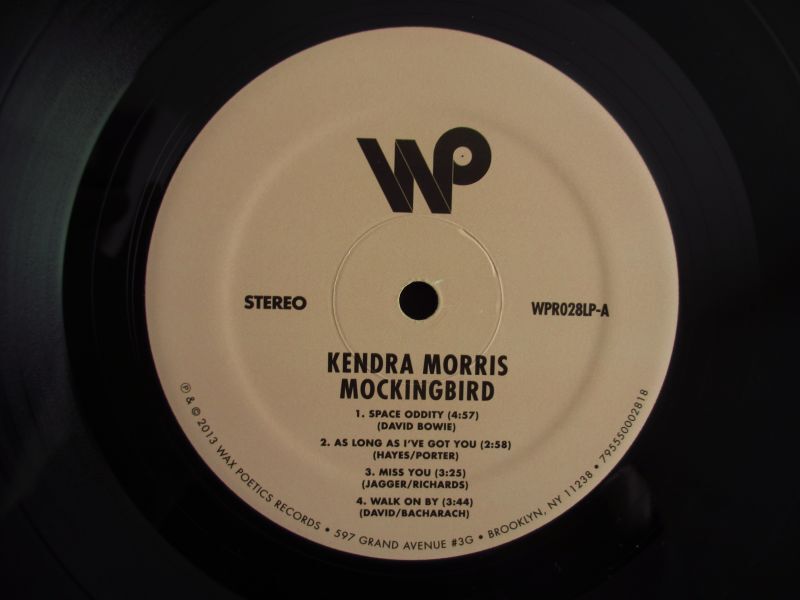 WP
STEREO
WPR028LP-A
KENDRA MORRIS
MOCKINGBIRD
1. SPACE ODDITY (4:57)
(DAVID BOWIE)
2. AS LONG AS I'VE GOT YOU (2:58)
(HAYES/PORTER)
3. MISS YOU (3:25)
(JAGGER/RICHARDS)
4. WALK ON BY (3:44)
(DAVID/BACHARACH)
℗ & © 2013 WAX POETICS RECORDS • 597 GRAND AVENUE #3G • BROOKLYN, NY 11238 • 795550002818